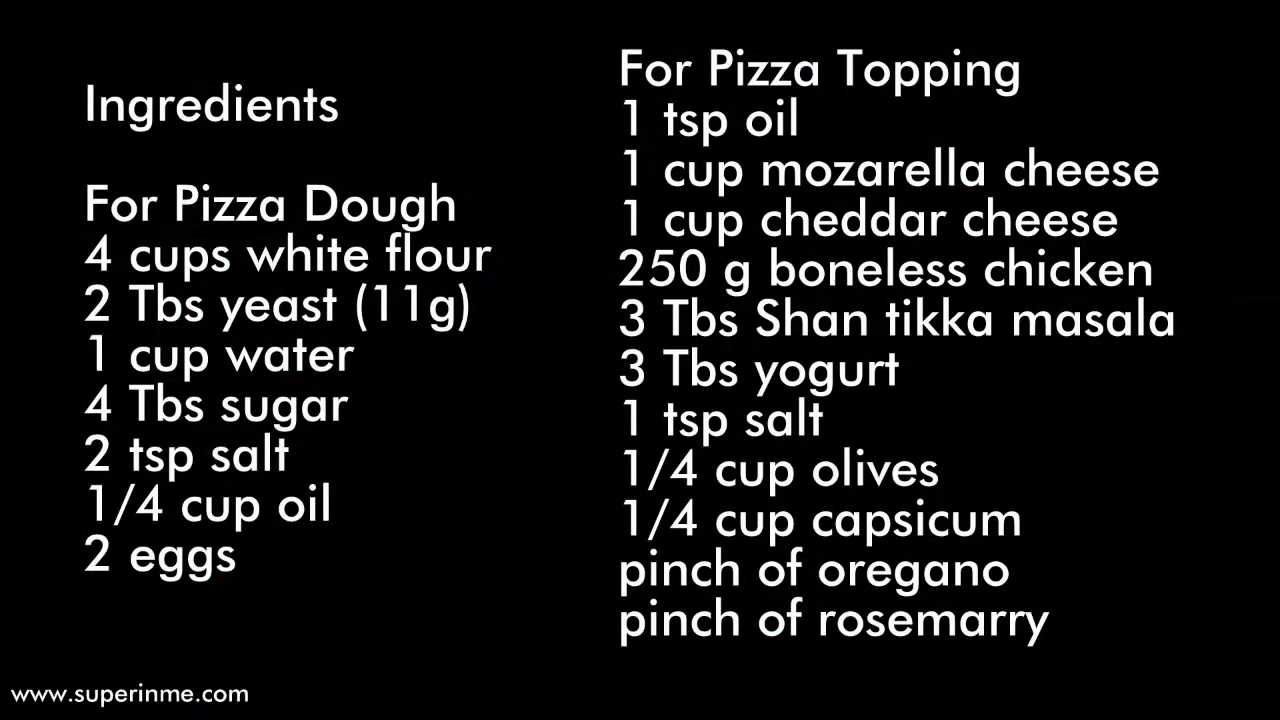 Ingredients
For Pizza Dough
4 cups white flour
2 Tbs yeast (11g)
1 cup water
4 Tbs sugar
2 tsp salt
1/4 cup oil
2 eggs
For Pizza Topping
1 tsp oil
1 cup mozarella cheese
1 cup cheddar cheese
250 g boneless chicken
3 Tbs Shan tikka masala
3 Tbs yogurt
1 tsp salt
1/4 cup olives
1/4 cup capsicum
pinch of oregano
pinch of rosemarry
www.superinme.com